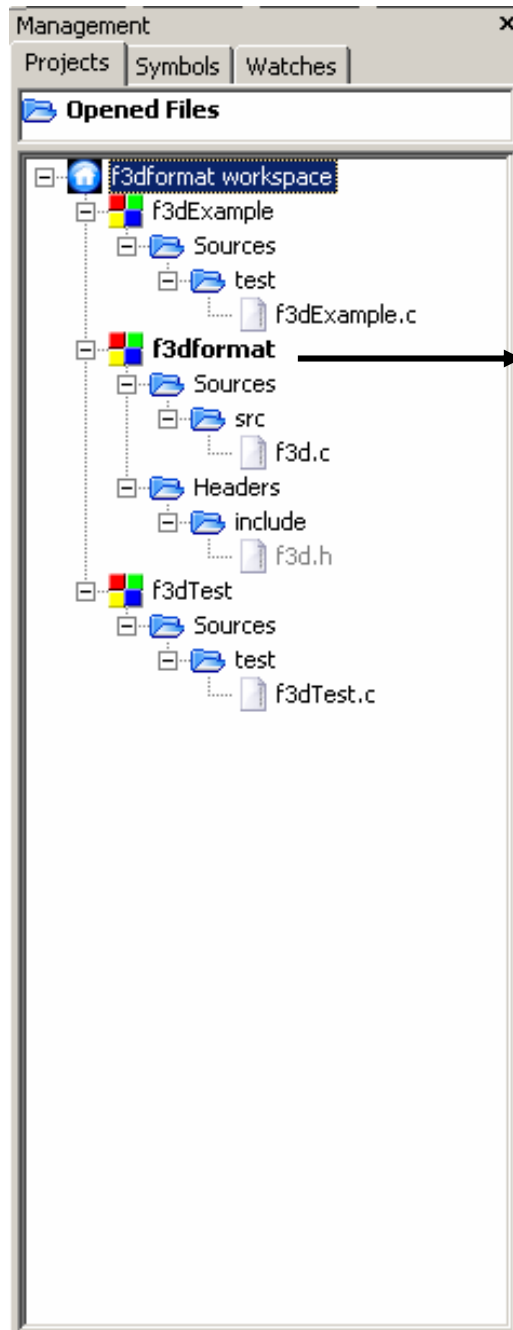 Management
Projects Symbols Watches
Opened Files
f3dformat workspace
f3dExample
Sources
test
f3dExample.c
f3dformat
Sources
src
f3d.c
Headers
include
f3d.h
f3dTest
Sources
test
f3dTest.c